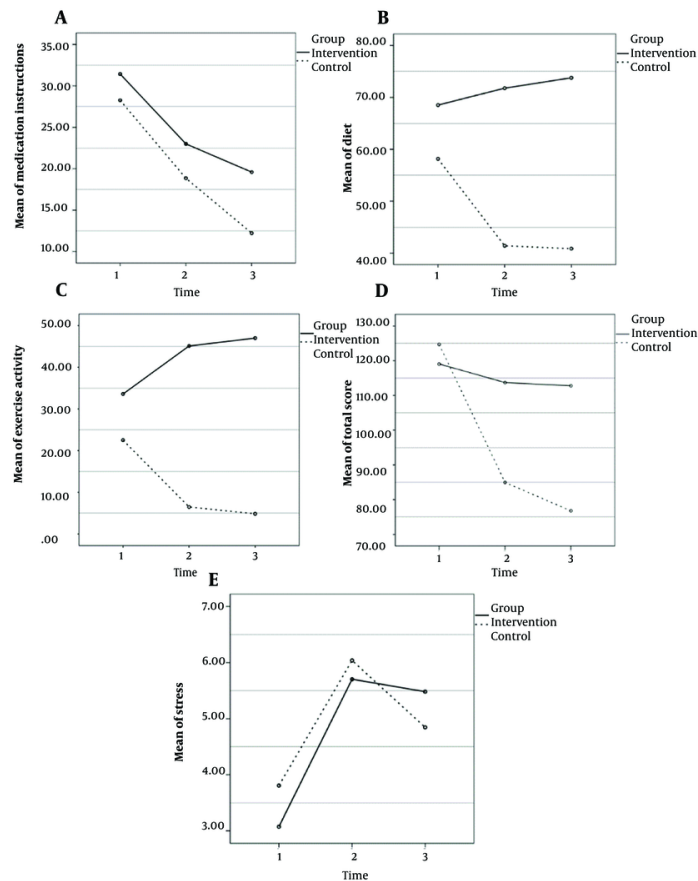 A
Group
Intervention
Control
Mean of medication instructions
35.00
30.00
25.00
20.00
15.00
10.00
1 2 3
Time
B
Group
Intervention
Control
Mean of diet
80.00
70.00
60.00
50.00
40.00
1 2 3
Time
C
Group
Intervention
Control
Mean of exercise activity
50.00
40.00
30.00
20.00
10.00
.00
1 2 3
Time
D
Group
Intervention
Control
Mean of total score
130.00
120.00
110.00
100.00
90.00
80.00
70.00
1 2 3
Time
E
Group
Intervention
Control
Mean of stress
7.00
6.00
5.00
4.00
3.00
1 2 3
Time